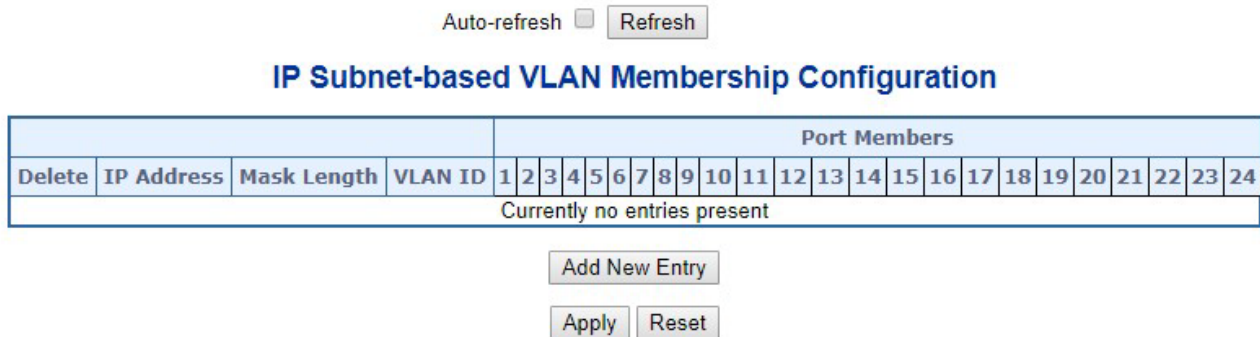 Auto-refresh Refresh
IP Subnet-based VLAN Membership Configuration
Port Members
Delete IP Address Mask Length VLAN ID 1 2 3 4 5 6 7 8 9 10 11 12 13 14 15 16 17 18 19 20 21 22 23 24
Currently no entries present
Add New Entry
Apply Reset